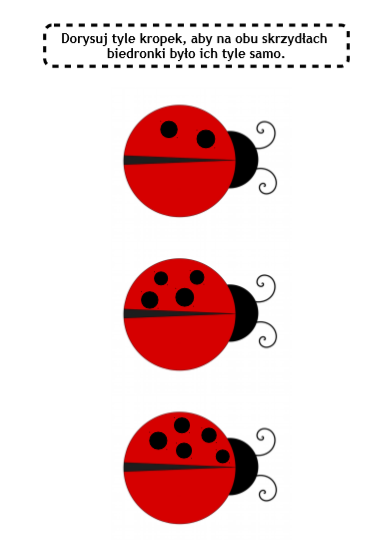 Dorysuj tyle kropek, aby na obu skrzydłach
biedronki było ich tyle samo.